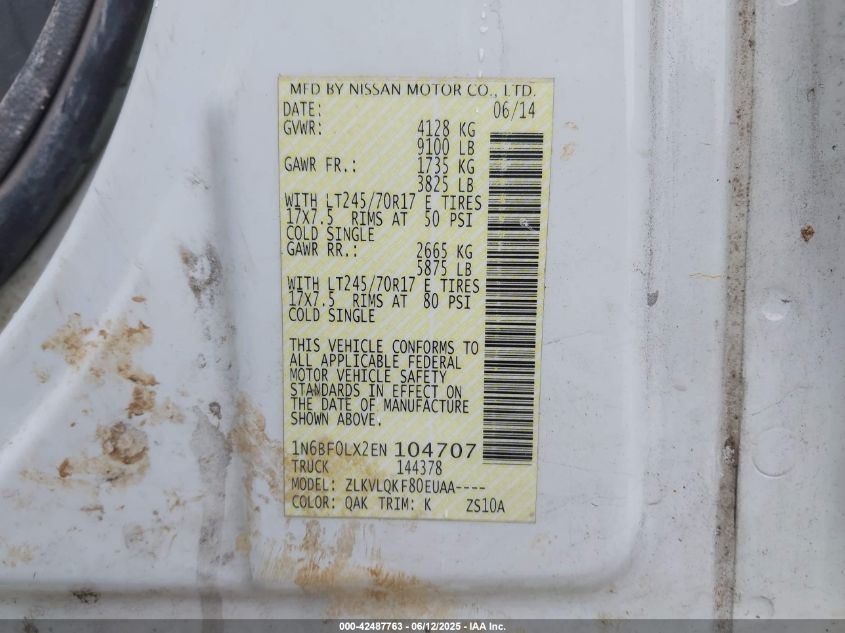 MFD BY NISSAN MOTOR CO., LTD.
DATE: 06/14
GVWR: 4128 KG
9100 LB
GAWR FR.: 1735 KG
3825 LB
WITH LT245/70R17 E TIRES
17X7.5 RIMS AT 50 PSI
COLD SINGLE
GAWR RR.: 2665 KG
5875 LB
WITH LT245/70R17 E TIRES
17X7.5 RIMS AT 80 PSI
COLD SINGLE
THIS VEHICLE CONFORMS TO
ALL APPLICABLE FEDERAL
MOTOR VEHICLE SAFETY
STANDARDS IN EFFECT ON
THE DATE OF MANUFACTURE
SHOWN ABOVE.
1N6BF0LX2EN 104707
TRUCK 144378
MODEL: ZLKVLQKF80EUAA----
COLOR: QAK TRIM: K ZS10A
000-42487763 - 06/12/2025 - IAA Inc.